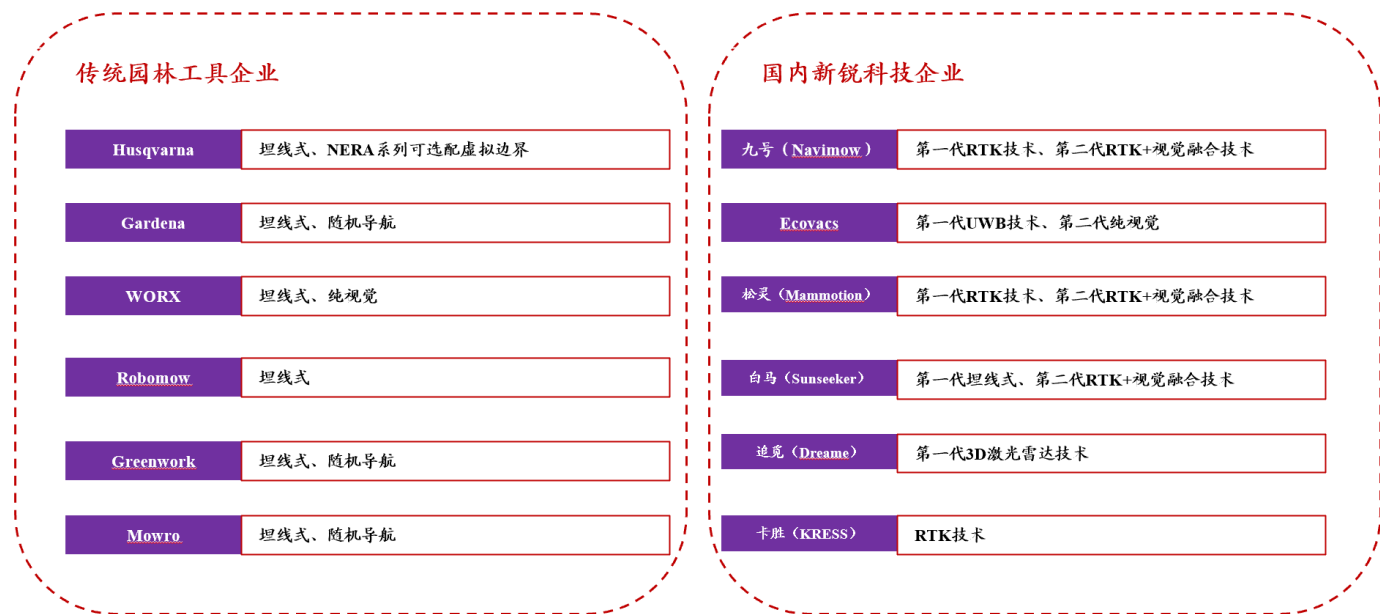 传统园林工具企业
Husqvarna 坦线式、NERA系列可选配虚拟边界
Gardena 坦线式、随机导航
WORX 坦线式、纯视觉
Robomow 坦线式
Greenwork 坦线式、随机导航
Mowro 坦线式、随机导航
国内新锐科技企业
九号（Navimow） 第一代RTK技术、第二代RTK+视觉融合技术
Ecovacs 第一代UWB技术、第二代纯视觉
松灵（Mammotion） 第一代RTK技术、第二代RTK+视觉融合技术
白马（Sunseeker） 第一代坦线式、第二代RTK+视觉融合技术
追觅（Dreame） 第一代3D激光雷达技术
卡胜（KRESS） RTK技术